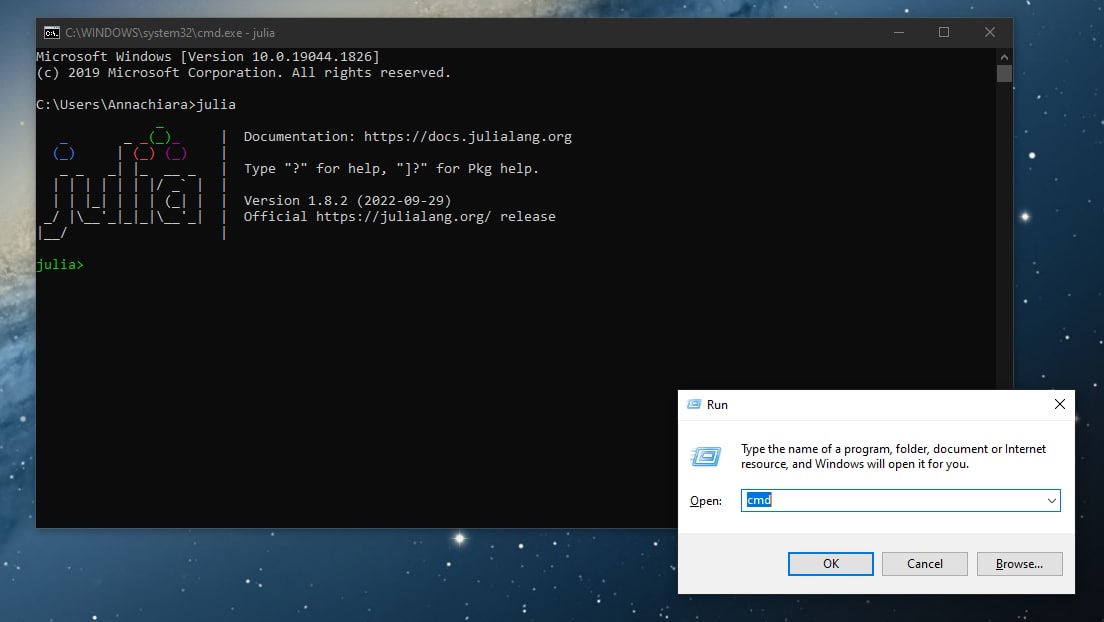 C:\WINDOWS\system32\cmd.exe - julia
Microsoft Windows [Version 10.0.19044.1826]
(c) 2019 Microsoft Corporation. All rights reserved.
C:\Users\Annachiara>julia
Documentation: https://docs.julialang.org
Type "?" for help, "]?" for Pkg help.
Version 1.8.2 (2022-09-29)
Official https://julialang.org/ release
julia>
Run
Type the name of a program, folder, document or Internet
resource, and Windows will open it for you.
Open: cmd
OK Cancel Browse...